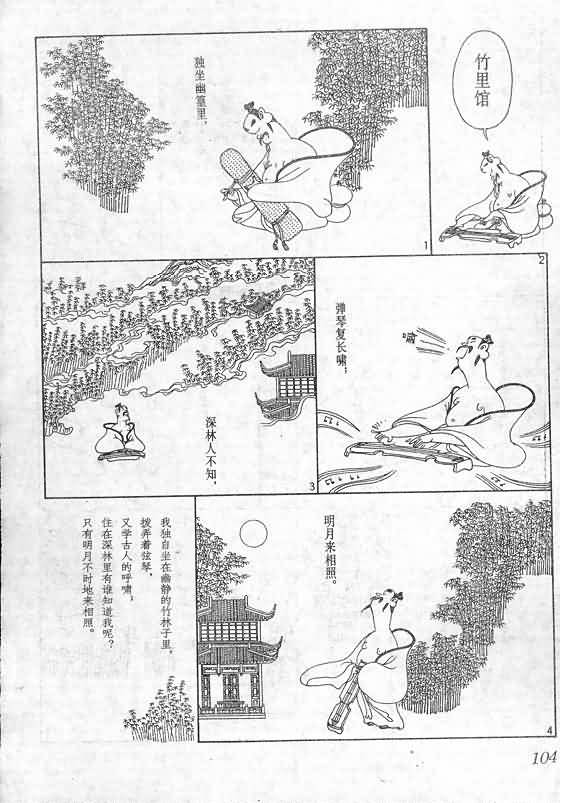 竹里馆
独坐幽篁里，
1
2
弹琴复长啸；
嗡
深林人不知，
3
明月来相照。
4
我独自坐在幽静的竹林子里，
拨弄着弦琴，
又学古人的呼啸；
住在深林里有谁知道我呢？
只有明月不时地来相照。
104